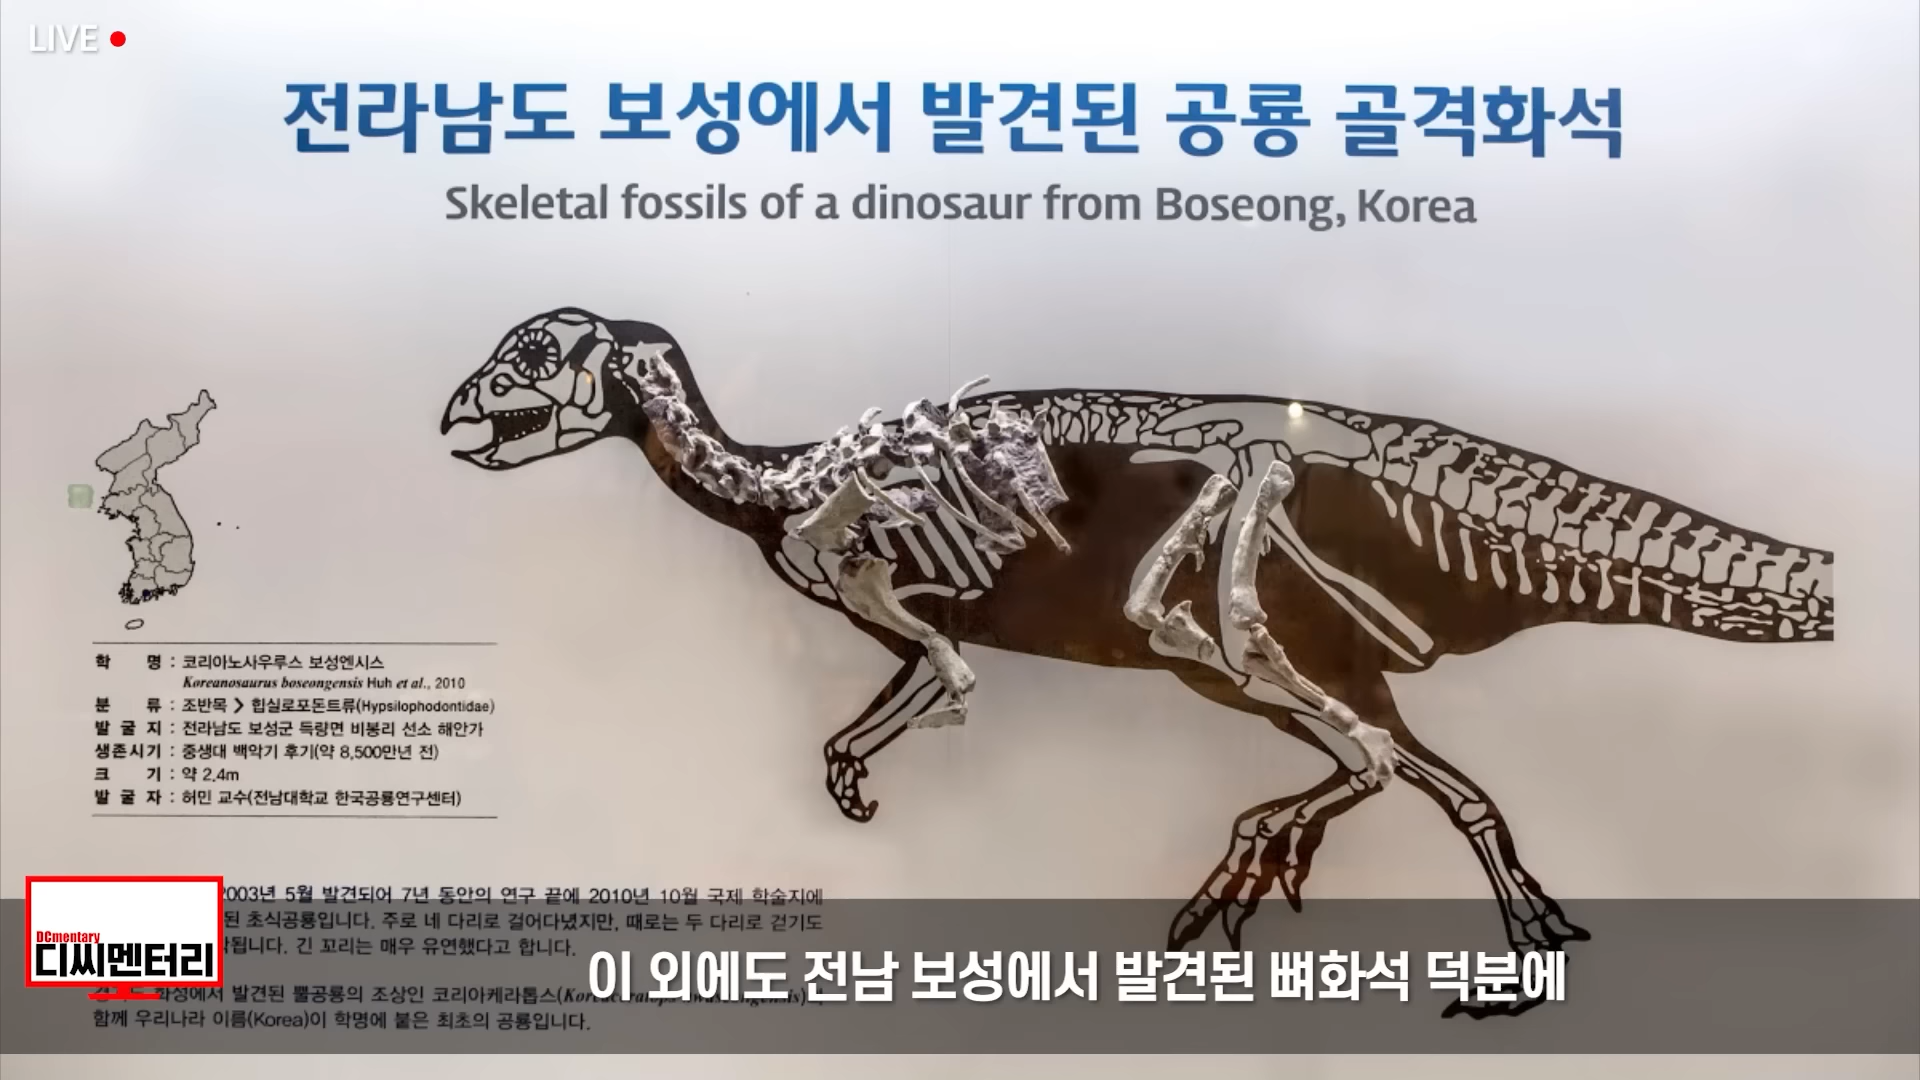 LIVE
전라남도 보성에서 발견된 공룡 골격화석
Skeletal fossils of a dinosaur from Boseong, Korea
학 명 : 코리아노사우루스 보성엔시스
Koreanosaurus boseongensis Huh et al., 2010
분 류 : 조반목 > 힙실로포돈트류(Hypsilophodontidae)
발 굴 지 : 전라남도 보성군 득량면 비봉리 선소 해안가
생존시기 : 중생대 백악기 후기(약 8,500만년 전)
크 기 : 약 2.4m
발 굴 자 : 허민 교수(전남대학교 한국공룡연구센터)
2003년 5월 발견되어 7년 동안의 연구 끝에 2010년 10월 국제 학술지에
된 초식공룡입니다. 주로 네 다리로 걸어다녔지만, 때로는 두 다리로 걷기도
됩니다. 긴 꼬리는 매우 유연했다고 합니다.
화성에서 발견된 뿔공룡의 조상인 코리아케라톱스(
함께 우리나라 이름(Korea)이 학명에 붙은 최초의 공룡입니다.
DCmentary
디씨멘터리
이 외에도 전남 보성에서 발견된 뼈화석 덕분에